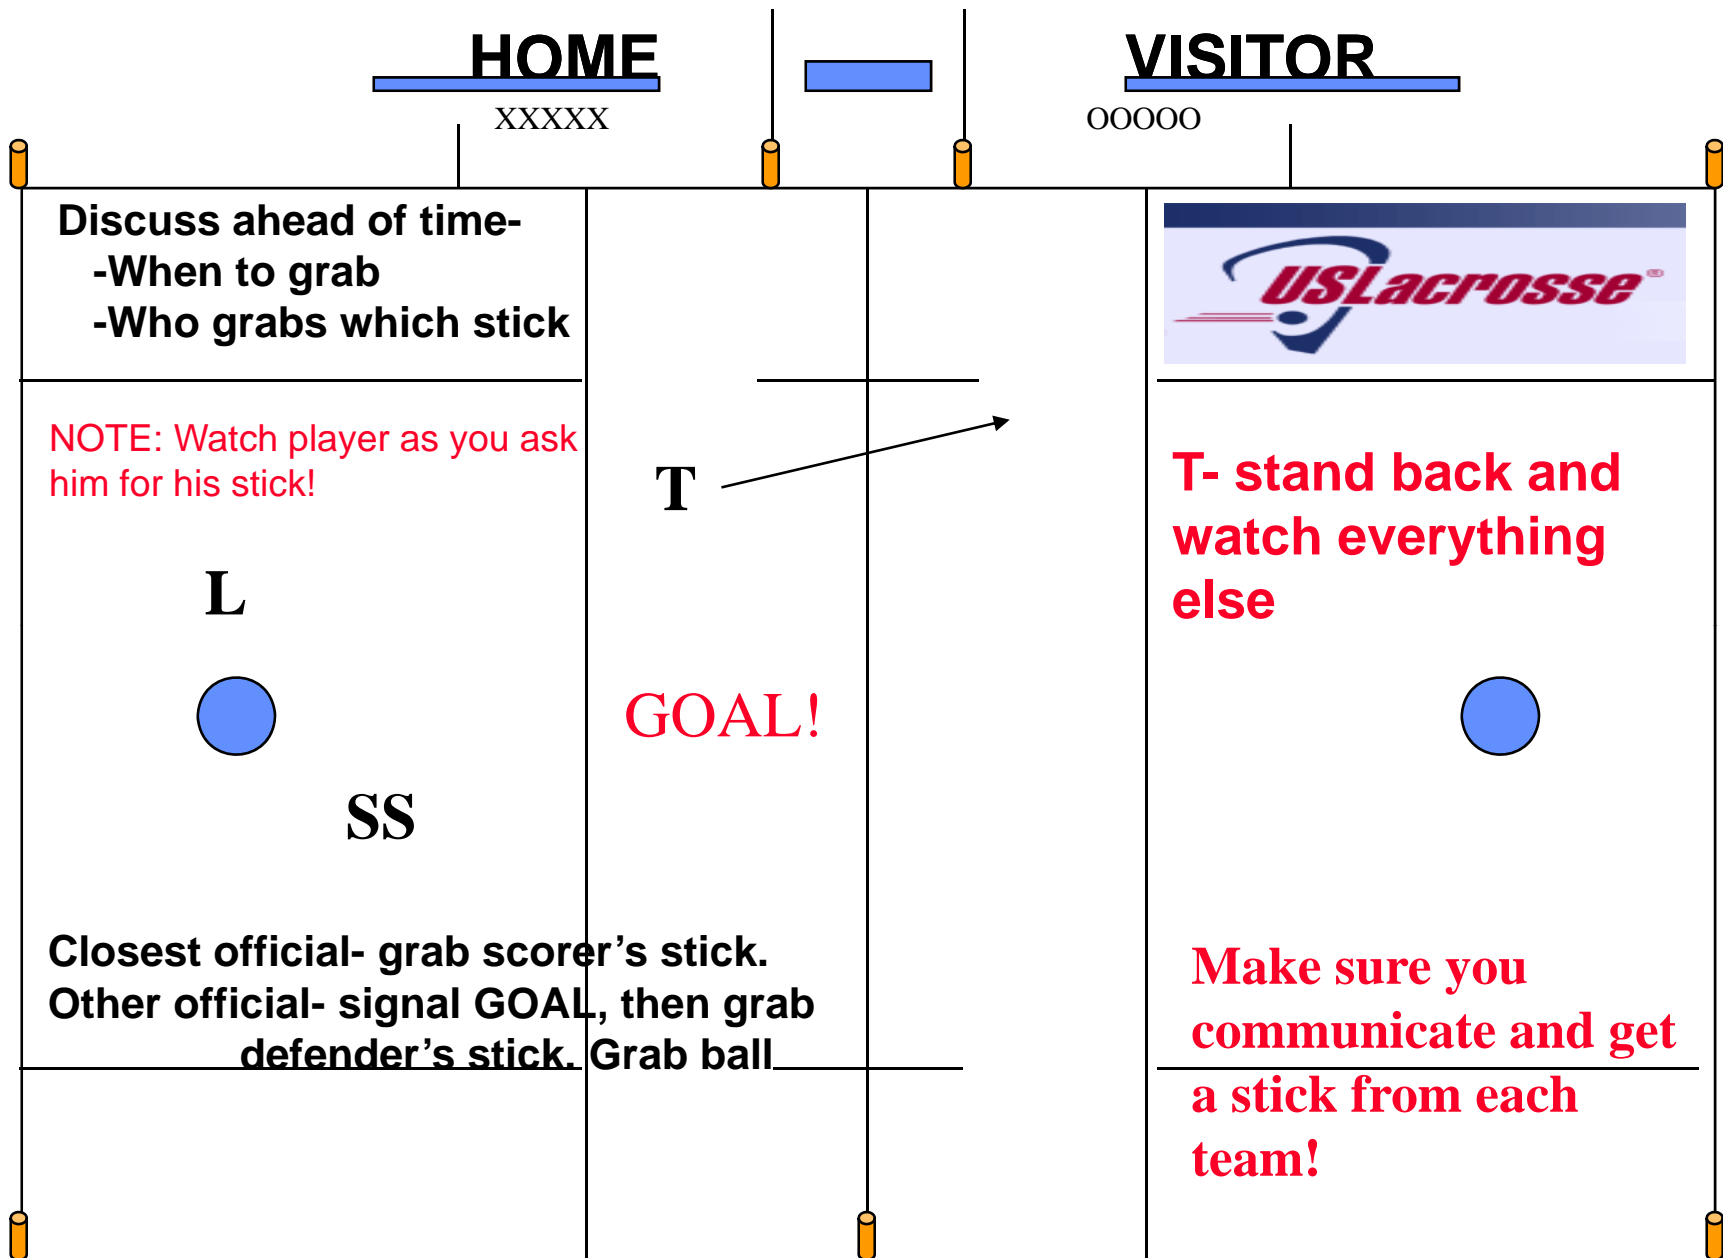 HOME
VISITOR
XXXXX
OOOOO
Discuss ahead of time-
-When to grab
-Who grabs which stick
USLacrosse®
NOTE: Watch player as you ask
him for his stick!
T
T- stand back and
watch everything
else
L
GOAL!
SS
Closest official- grab scorer’s stick.
Other official- signal GOAL, then grab
defender’s stick. Grab ball
Make sure you
communicate and get
a stick from each
team!